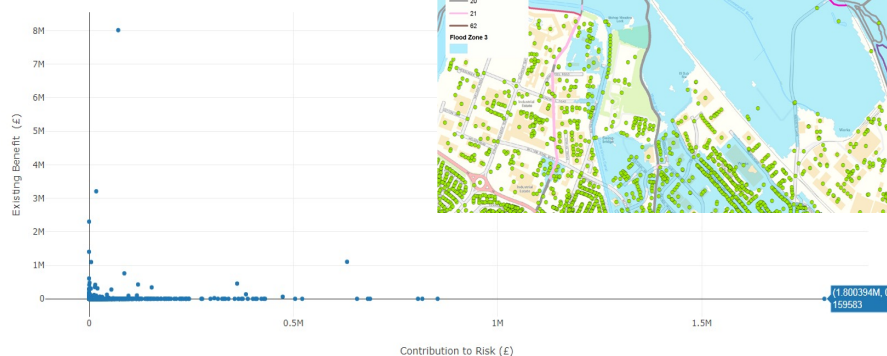 20
21
62
Flood Zone 3
8M
7M
6M
5M
4M
3M
2M
1M
0
Existing Benefit (£)
0
0.5M
1M
1.5M
Contribution to Risk (£)
(1.800394M,
159583